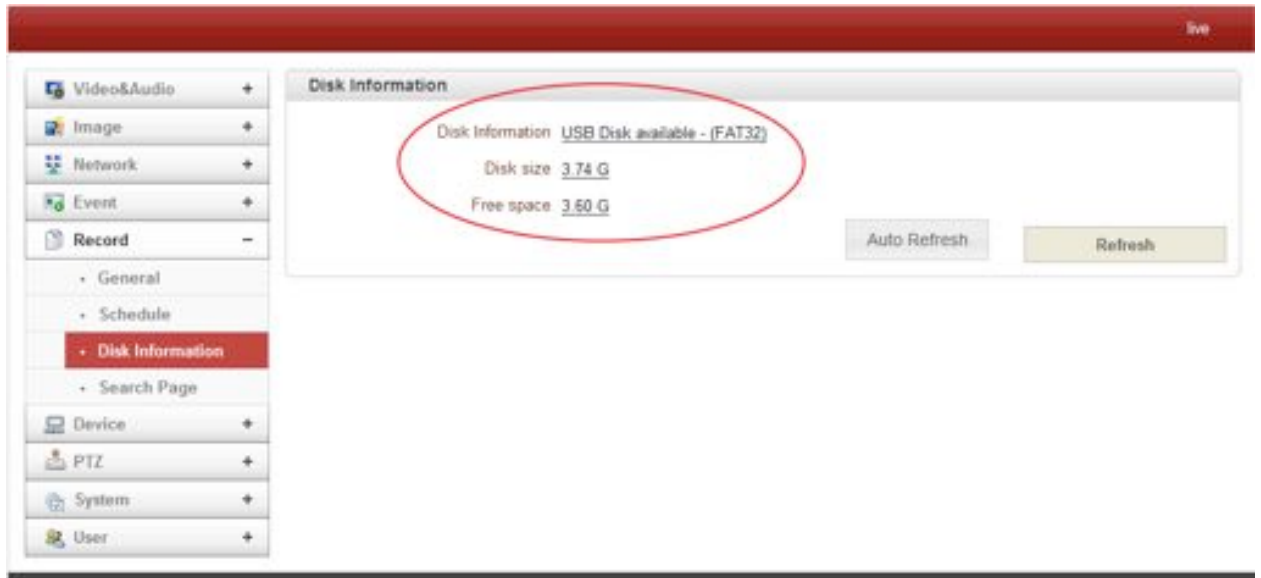 live
Video&Audio +
Image +
Network +
Event +
Record -
• General
• Schedule
• Disk Information
• Search Page
Device +
PTZ +
System +
User +
Disk Information
Disk Information USB Disk available - (FAT32)
Disk size 3.74 G
Free space 3.60 G
Auto Refresh Refresh